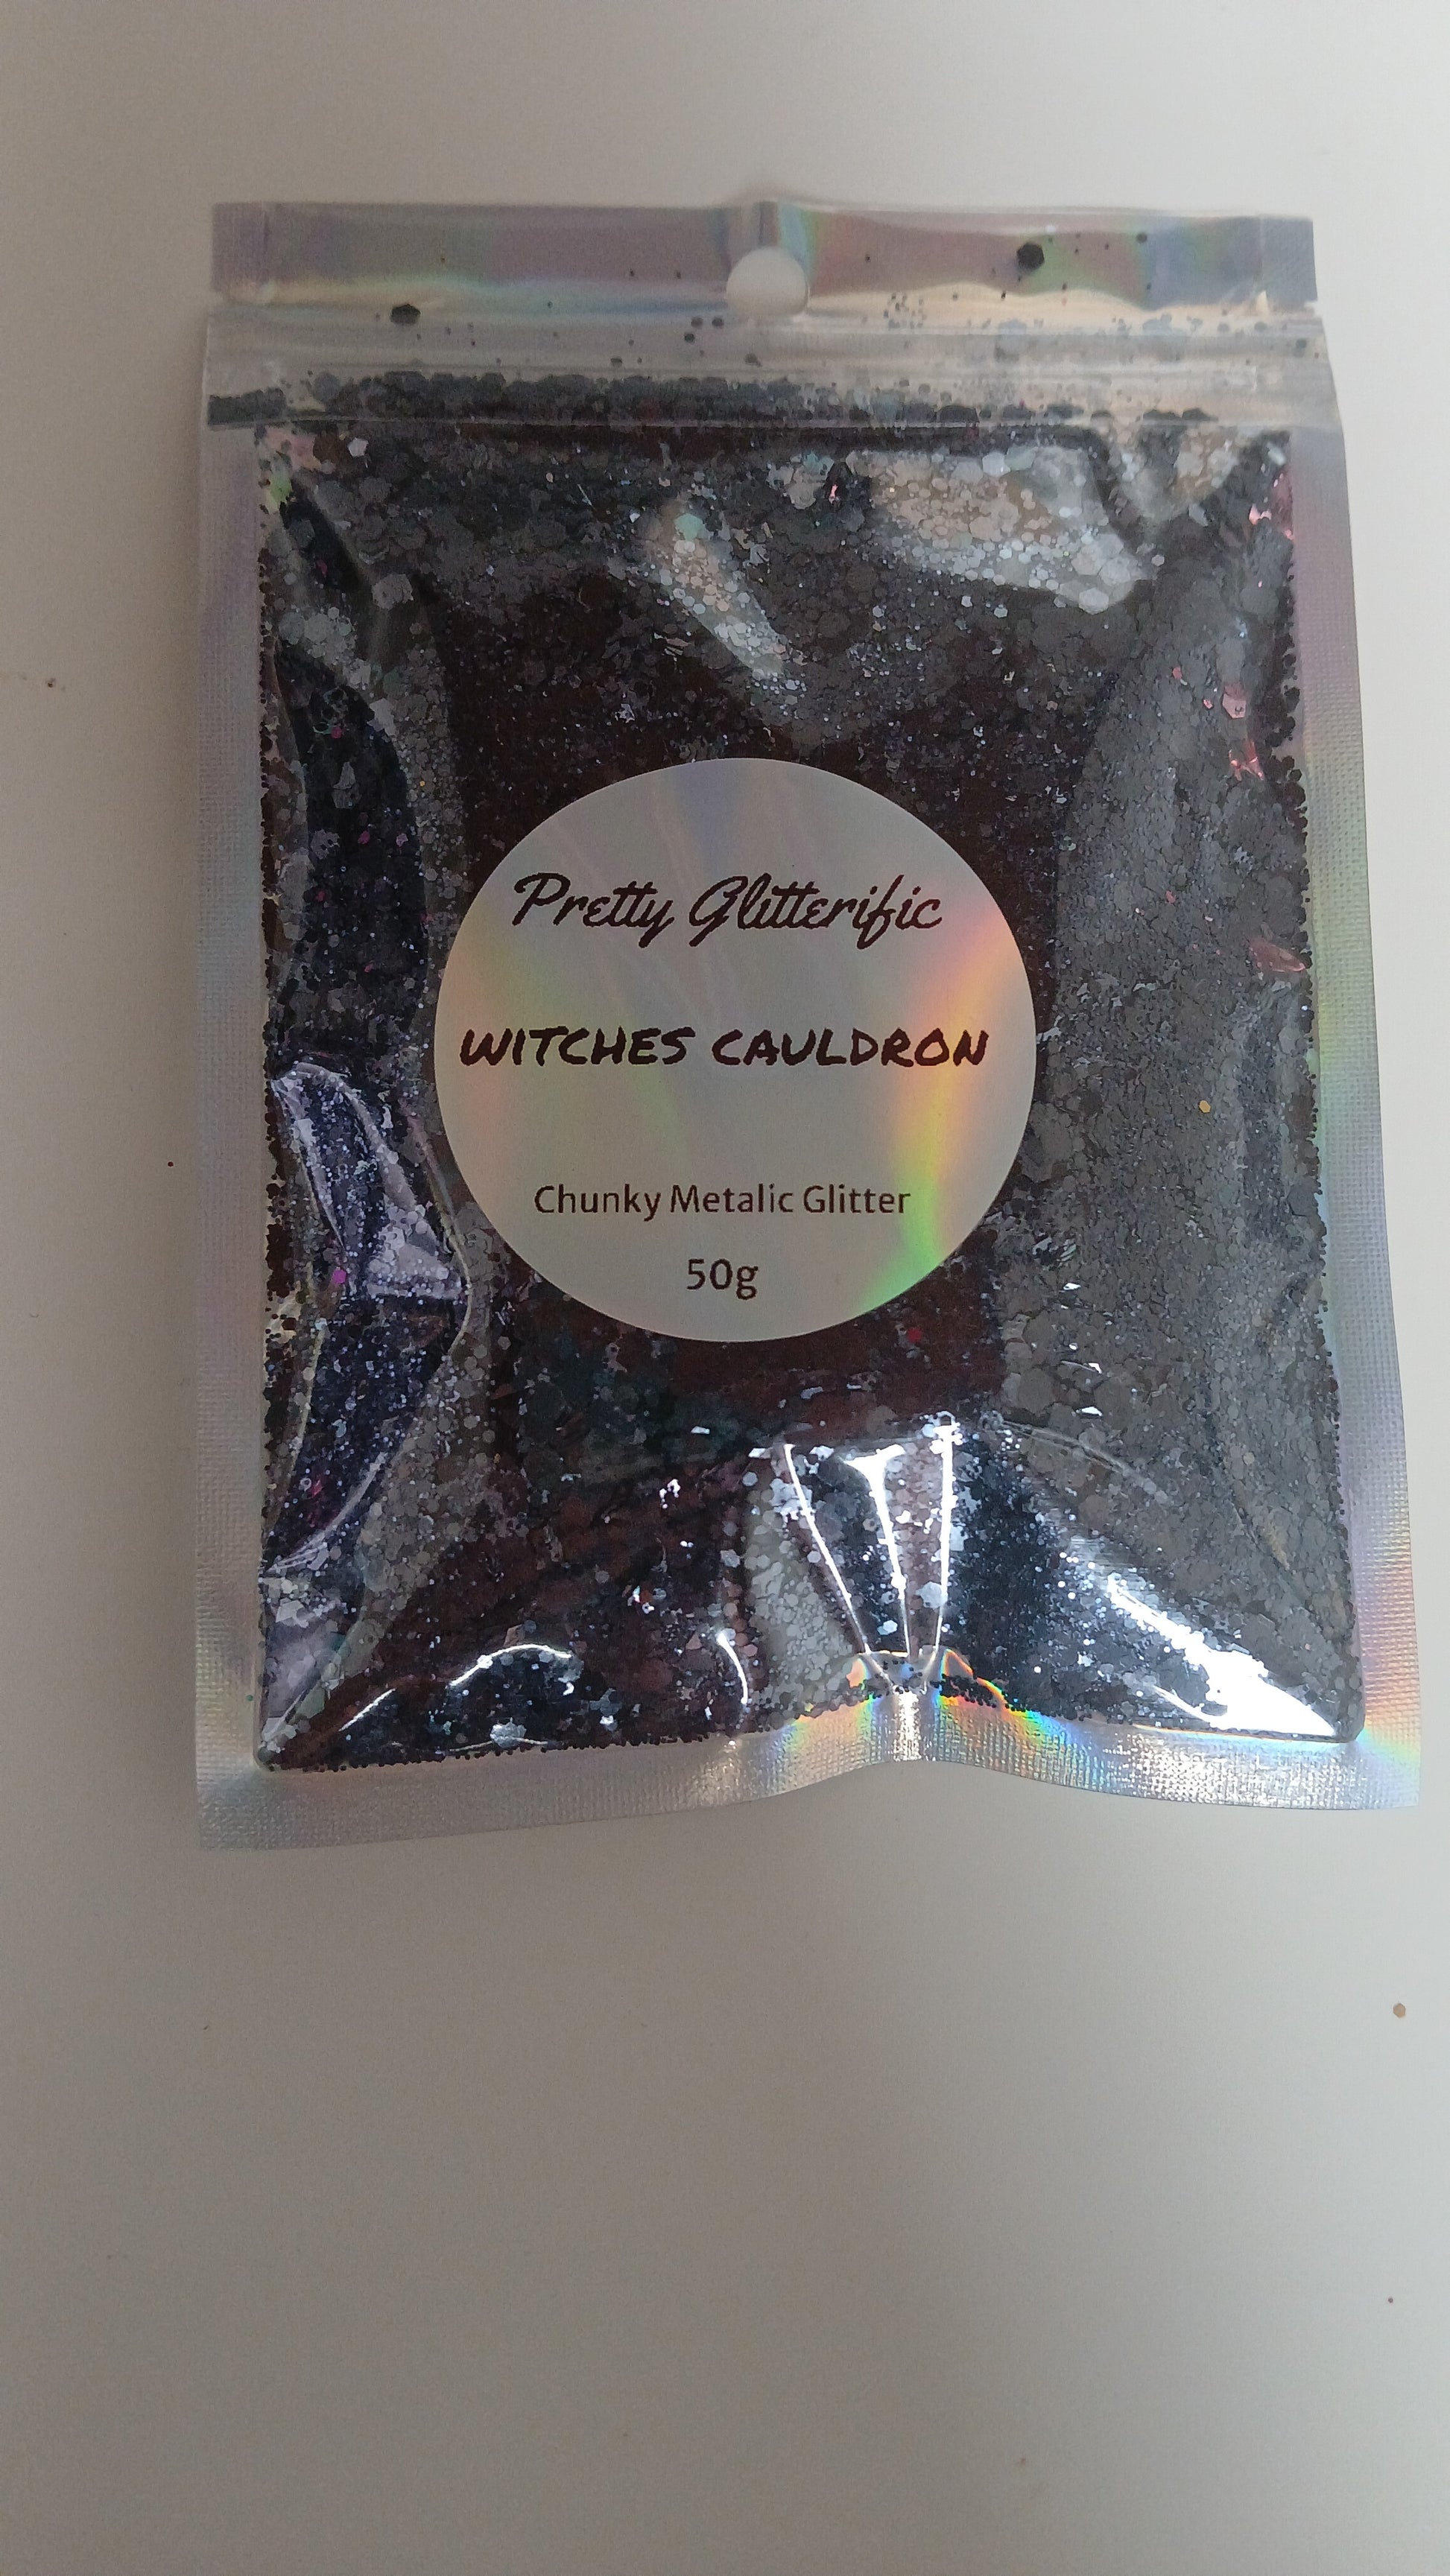 Pretty Glitterific
WITCHES CAULDRON
Chunky Metalic Glitter
50g